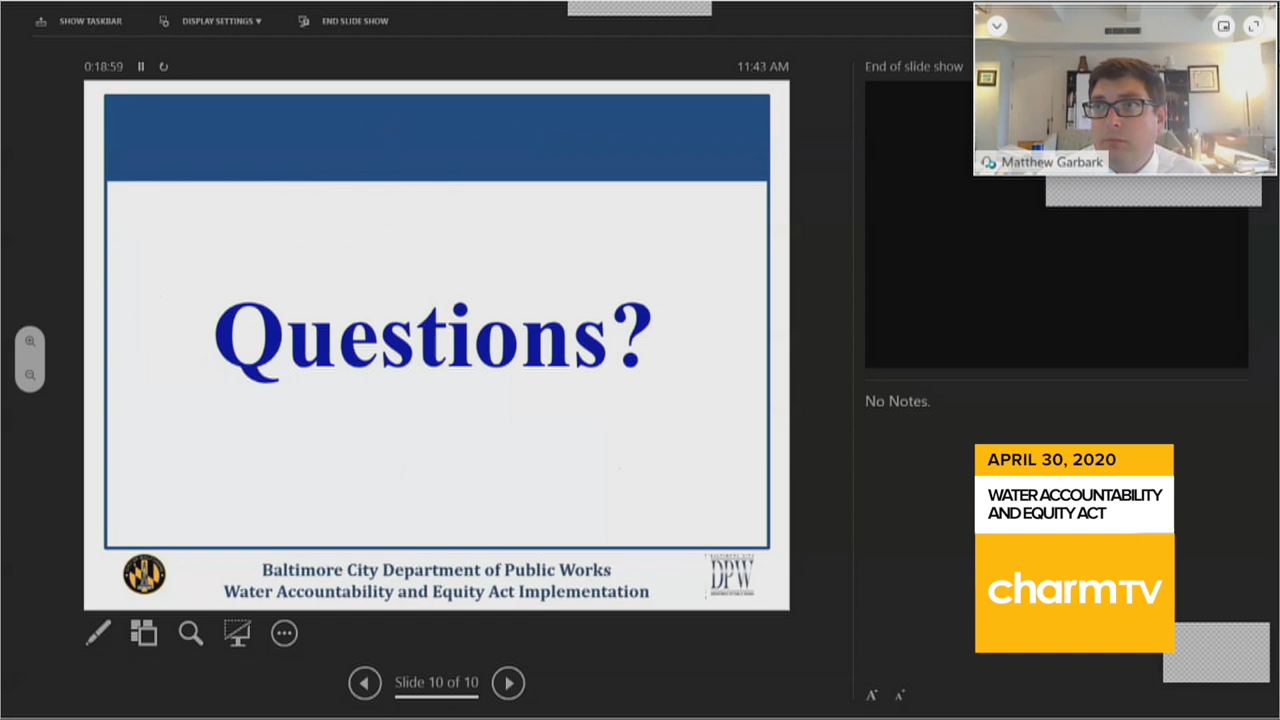 SHOW TASKBAR
DISPLAY SETTINGS ▼
END SLIDE SHOW
0:18:59
11:43 AM
End of slide show
Matthew Garbark
Questions?
No Notes.
APRIL 30, 2020
WATER ACCOUNTABILITY
AND EQUITY ACT
charmTV
Baltimore City Department of Public Works
Water Accountability and Equity Act Implementation
DPW
Slide 10 of 10
A
A